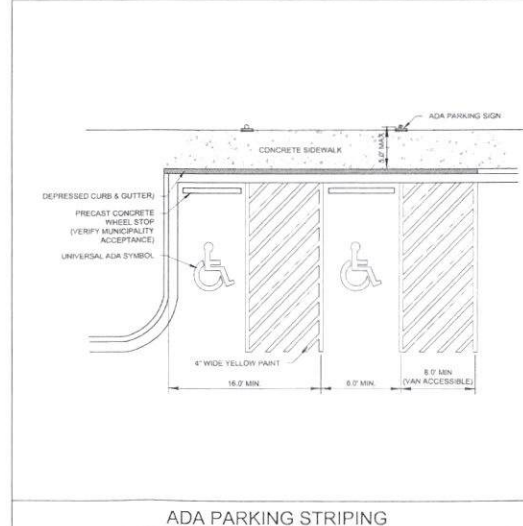 ADA PARKING SIGN
5.0' MAX
CONCRETE SIDEWALK
DEPRESSED CURB & GUTTER)
PRECAST CONCRETE
WHEEL STOP
(VERIFY MUNICIPALITY
ACCEPTANCE)
UNIVERSAL ADA SYMBOL
4" WIDE YELLOW PAINT
16.0' MIN.
8.0' MIN
8.0' MIN
(VAN ACCESSIBLE)
ADA PARKING STRIPING